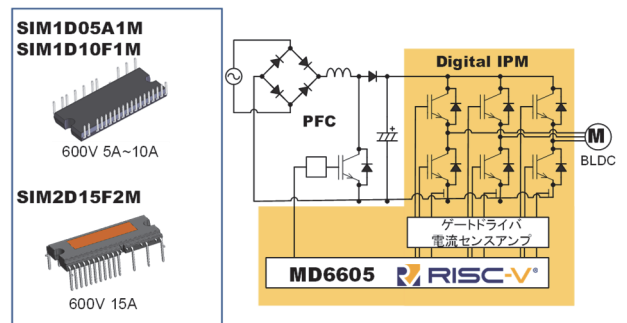 SIM1D05A1M
SIM1D10F1M
600V 5A~10A
SIM2D15F2M
600V 15A
Digital IPM
PFC
+
M
BLDC
ゲートドライバ
電流センスアンプ
MD6605 RISC-V®